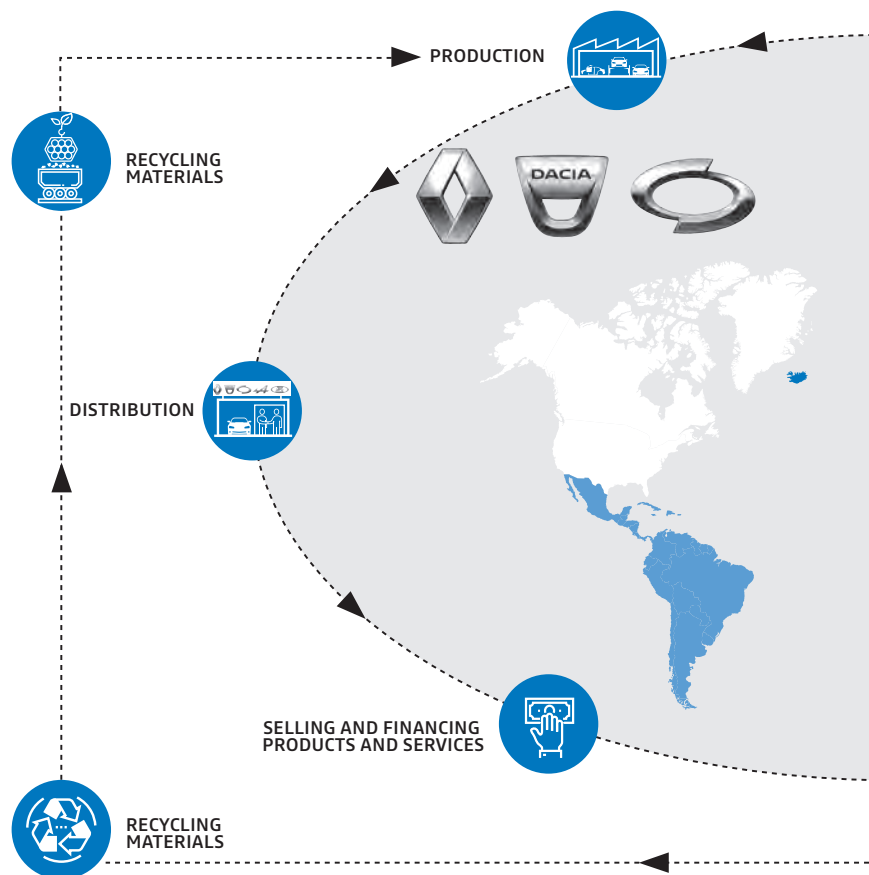 PRODUCTION
RECYCLING
MATERIALS
DACIA
DISTRIBUTION
SELLING AND FINANCING
PRODUCTS AND SERVICES
RECYCLING
MATERIALS